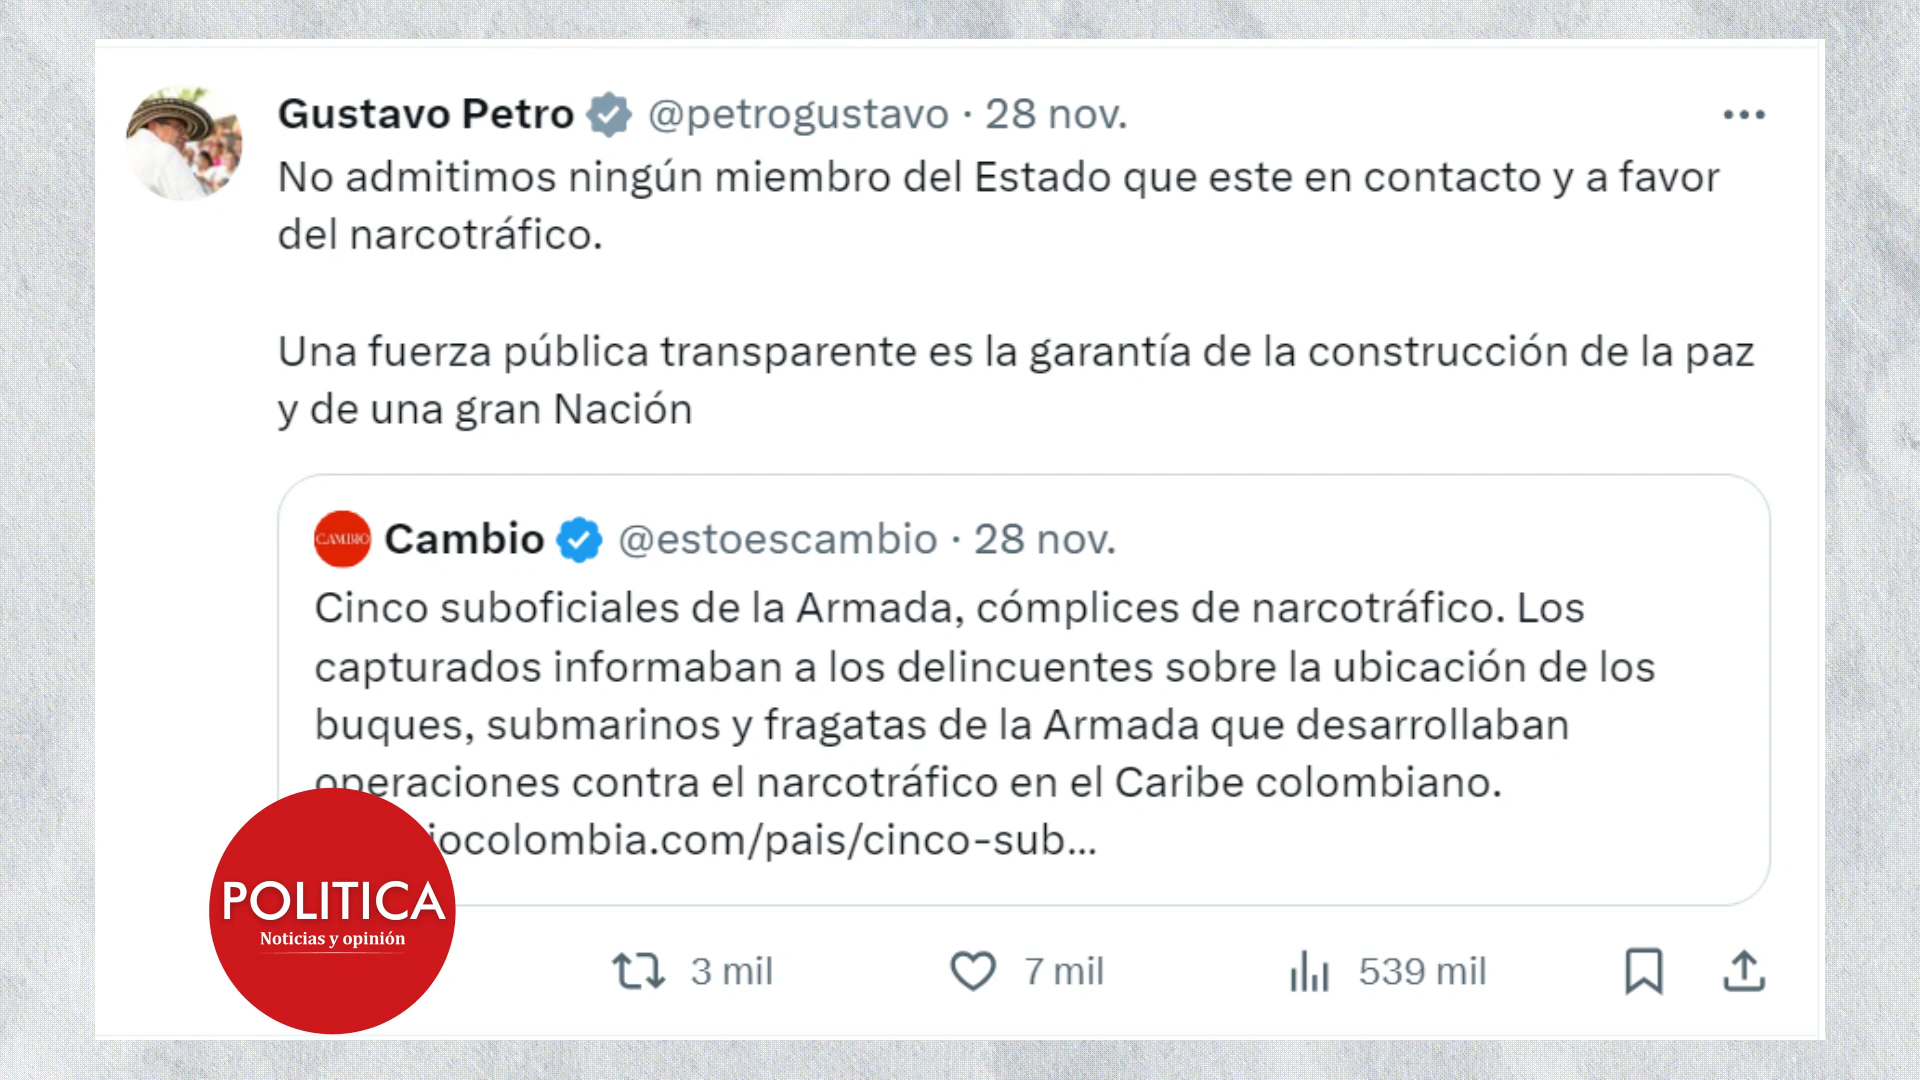 Gustavo Petro @petrogustavo · 28 nov.
No admitimos ningún miembro del Estado que este en contacto y a favor
del narcotráfico.
Una fuerza pública transparente es la garantía de la construcción de la paz
y de una gran Nación
CAMBIO
Cambio @estoescambio · 28 nov.
Cinco suboficiales de la Armada, cómplices de narcotráfico. Los
capturados informaban a los delincuentes sobre la ubicación de los
buques, submarinos y fragatas de la Armada que desarrollaban
operaciones contra el narcotráfico en el Caribe colombiano.
iocolombia.com/pais/cinco-sub...
POLITICA
Noticias y opinión
3 mil
7 mil
539 mil